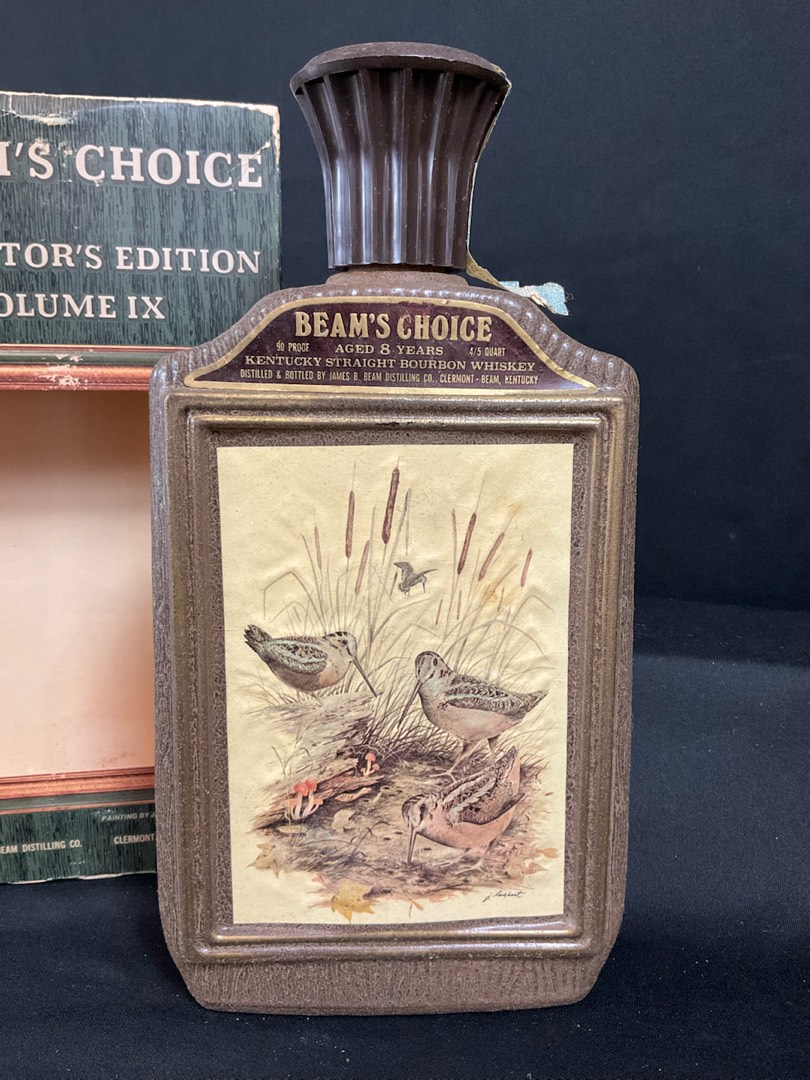 'S CHOICE
TOR'S EDITION
OLUME IX
PAINTING BY
EAM DISTILLING CO. CLERMONT
BEAM'S CHOICE
90 PROOF AGED 8 YEARS 4/5 QUART
KENTUCKY STRAIGHT BOURBON WHISKEY
DISTILLED & BOTTLED BY JAMES B. BEAM DISTILLING CO., CLERMONT - BEAM, KENTUCKY